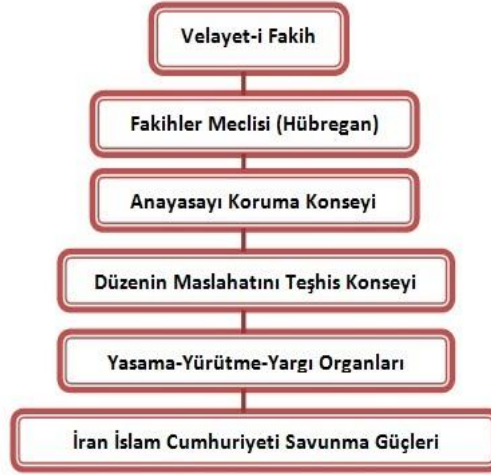 Velayet-i Fakih
Fakihler Meclisi (Hübregan)
Anayasayı Koruma Konseyi
Düzenin Maslahatını Teşhis Konseyi
Yasama-Yürütme-Yargı Organları
İran İslam Cumhuriyeti Savunma Güçleri